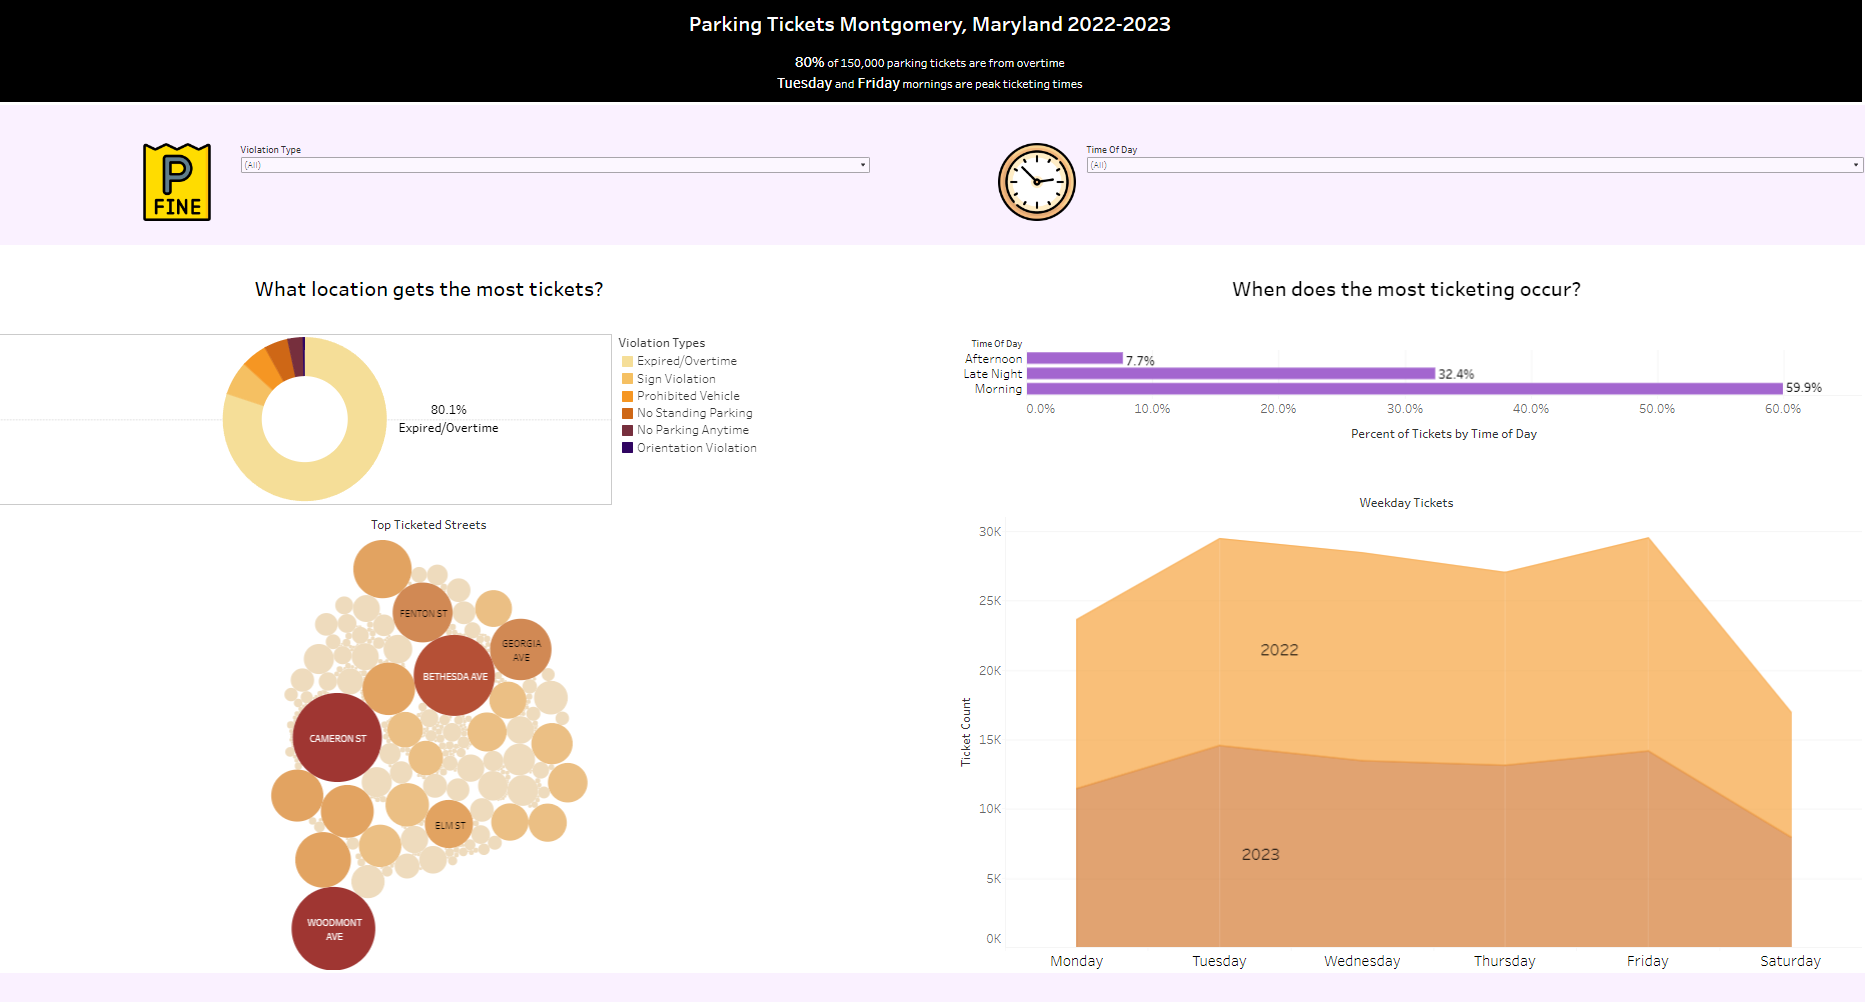 Parking Tickets Montgomery, Maryland 2022-2023
80% of 150,000 parking tickets are from overtime
Tuesday and Friday mornings are peak ticketing times
P
FINE
Violation Type
(All)
Time Of Day
(All)
What location gets the most tickets?
80.1%
Expired/Overtime
Violation Types
Expired/Overtime
Sign Violation
Prohibited Vehicle
No Standing Parking
No Parking Anytime
Orientation Violation
Top Ticketed Streets
FENTON ST
GEORGIA
AVE
BETHESDA AVE
CAMERON ST
ELM ST
WOODMONT
AVE
When does the most ticketing occur?
Time Of Day
Afternoon 7.7%
Late Night 32.4%
Morning 59.9%
0.0% 10.0% 20.0% 30.0% 40.0% 50.0% 60.0%
Percent of Tickets by Time of Day
Weekday Tickets
Ticket Count
30K
25K
20K
15K
10K
5K
0K
2022
2023
Monday Tuesday Wednesday Thursday Friday Saturday